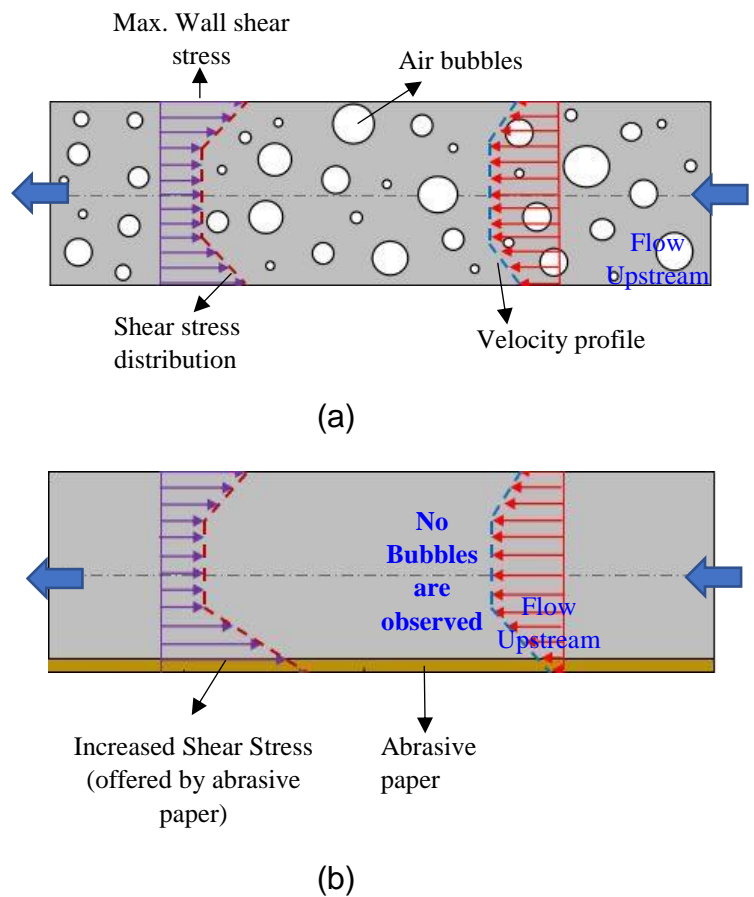 Max. Wall shear
stress
Air bubbles
Flow
Upstream
Shear stress
distribution
Velocity profile
(a)
No
Bubbles
are
observed
Flow
Upstream
Increased Shear Stress
(offered by abrasive
paper)
Abrasive
paper
(b)